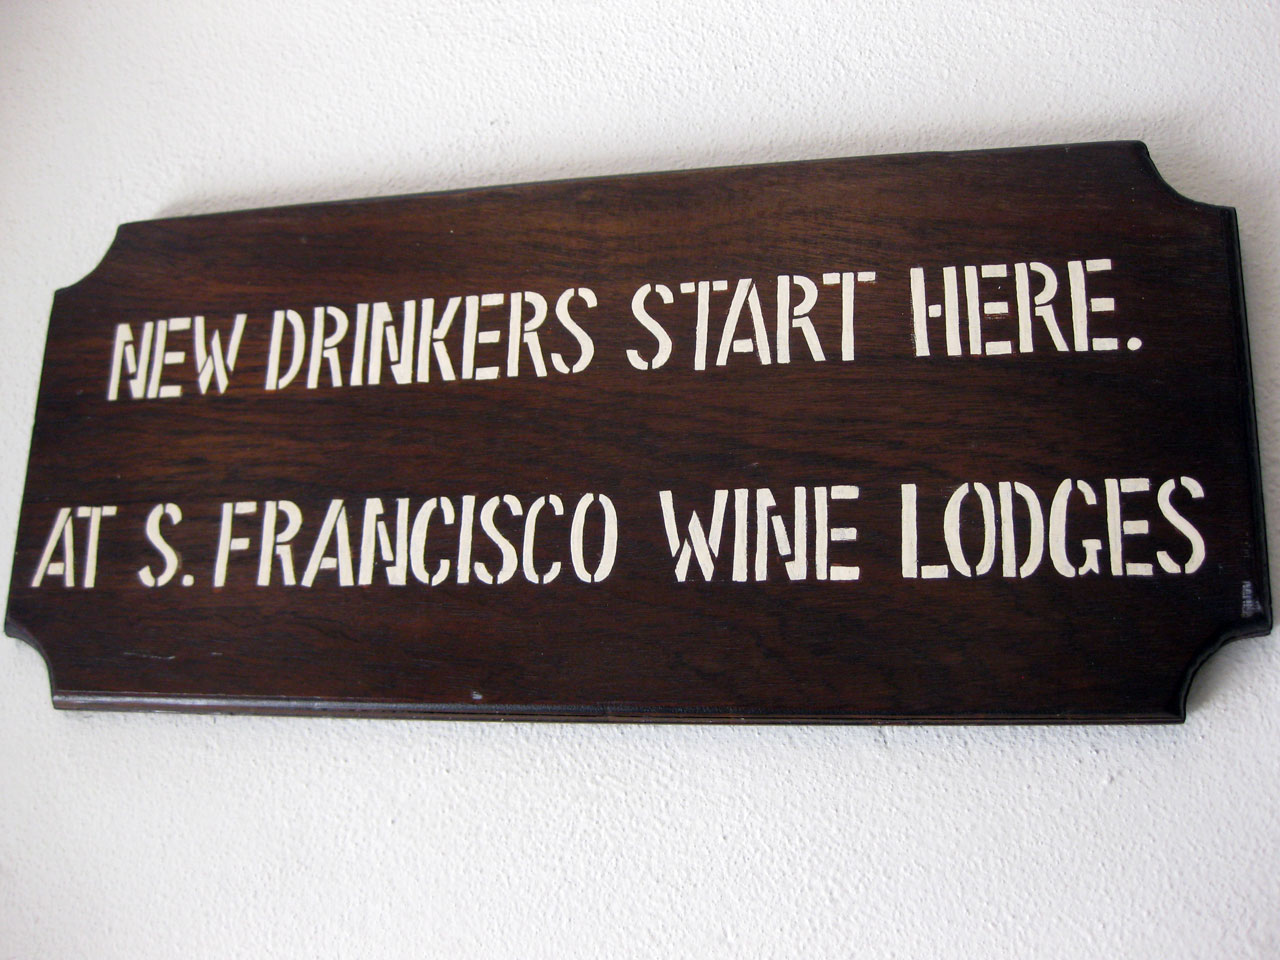 NEW DRINKERS START HERE.
AT S. FRANCISCO WINE LODGES